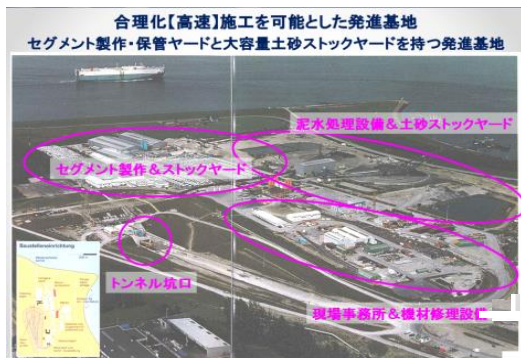 合理化【高速】施工を可能とした発進基地
セグメント製作・保管ヤードと大容量土砂ストックヤードを持つ発進基地
泥水処理設備&土砂ストックヤード
セグメント製作&ストックヤード
トンネル坑口
現場事務所&機材修理設備
Baustelleneinrichtung